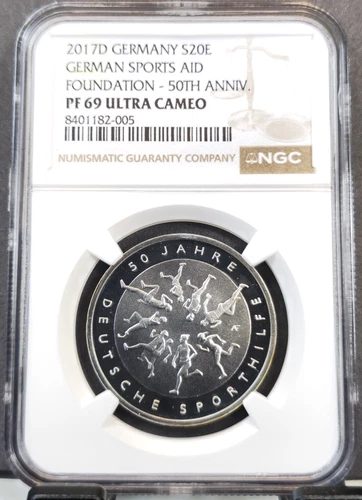 2017D GERMANY S20E
GERMAN SPORTS AID
FOUNDATION - 50TH ANNIV.
PF 69 ULTRA CAMEO
8401182-005
NUMISMATIC GUARANTY COMPANY
NGC
50 JAHRE
DEUTSCHE SPORTHILFE